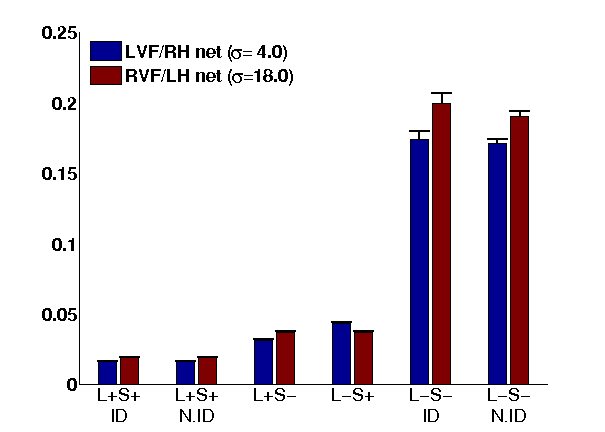 0.25
LVF/RH net (σ= 4.0)
RVF/LH net (σ=18.0)
0.2
0.15
0.1
0.05
0
L+S+ L+S+ L+S− L−S+ L−S− L−S−
ID N.ID ID N.ID